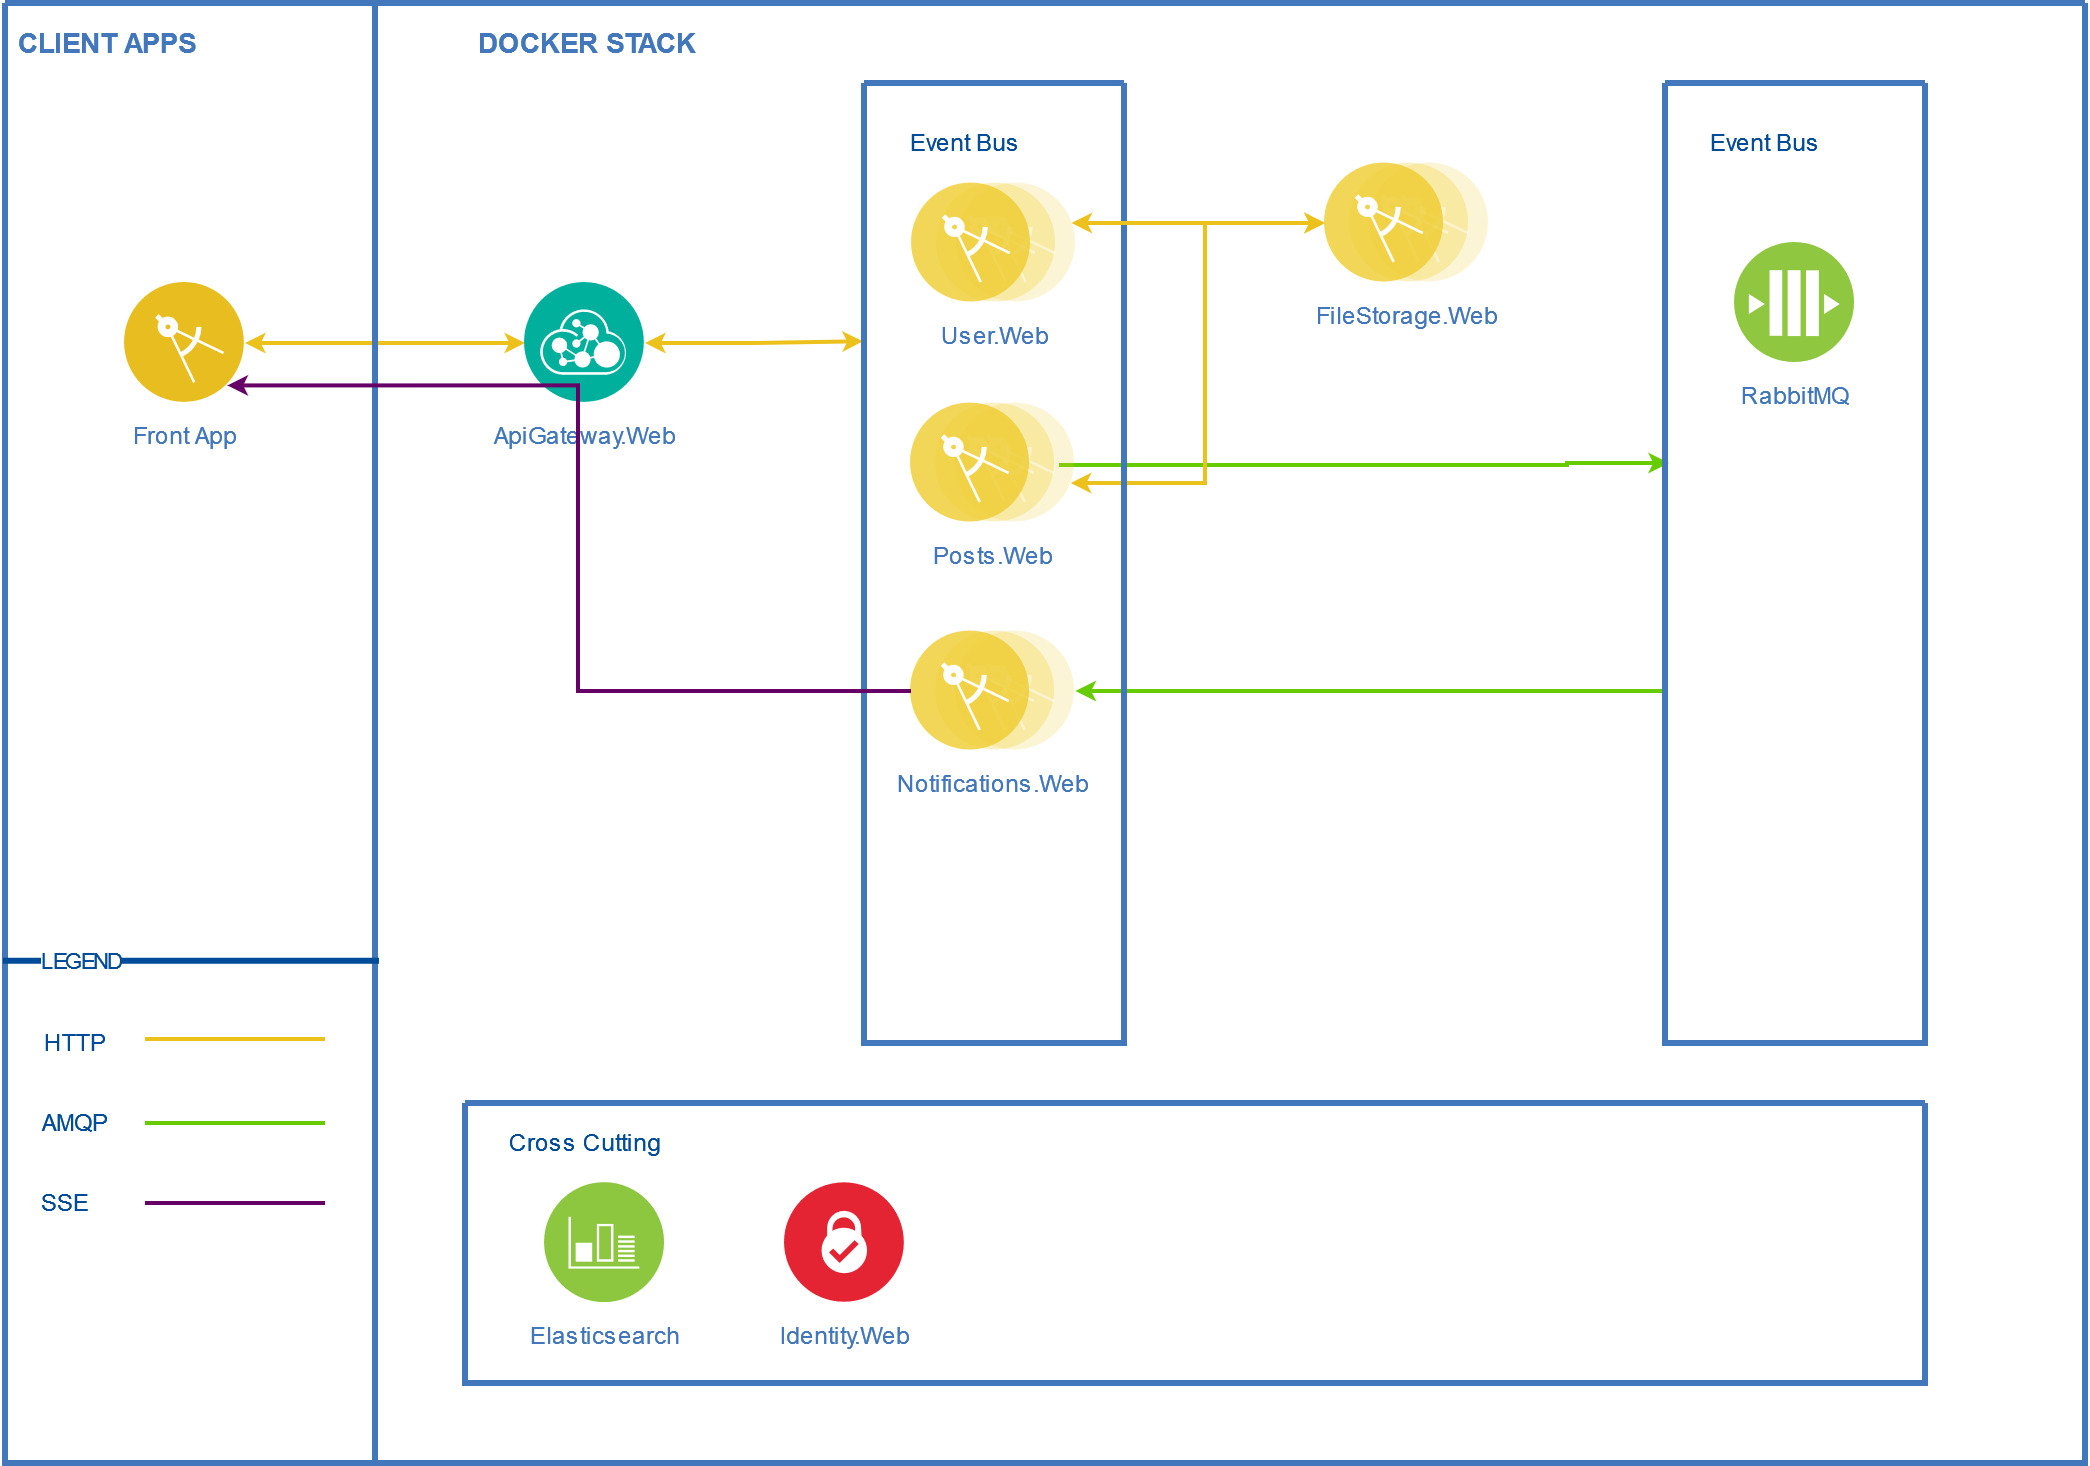 CLIENT APPS
DOCKER STACK
Event Bus
Event Bus
User.Web
FileStorage.Web
RabbitMQ
Front App
ApiGateway.Web
Posts.Web
Notifications.Web
LEGEND
HTTP
AMQP
SSE
Cross Cutting
Elasticsearch
Identity.Web